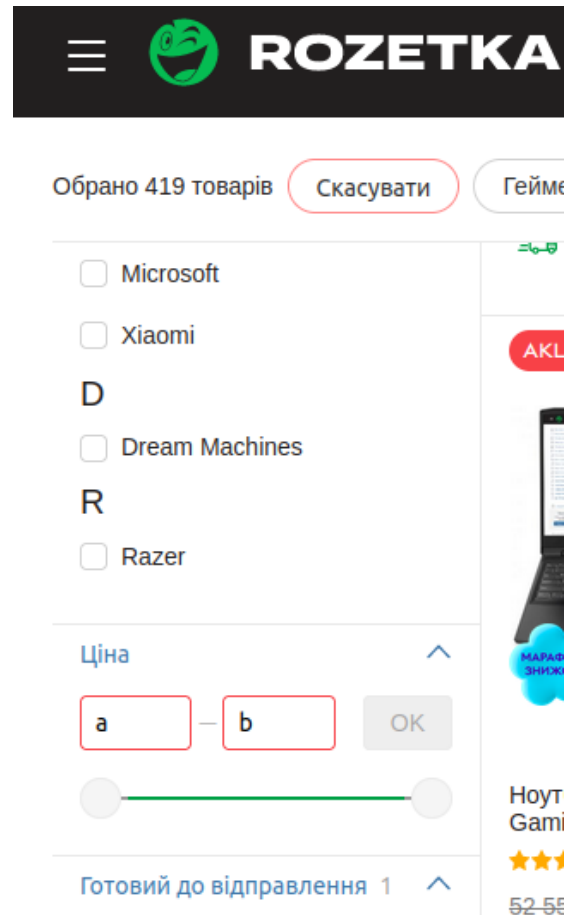 ROZETKA
Обрано 419 товарів Скасувати
Microsoft
Xiaomi
D
Dream Machines
R
Razer
Ціна
a – b OK
Готовий до відправлення 1